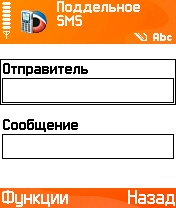 Поддельное
SMS
Abc
Отправитель
Сообщение
Функции Назад